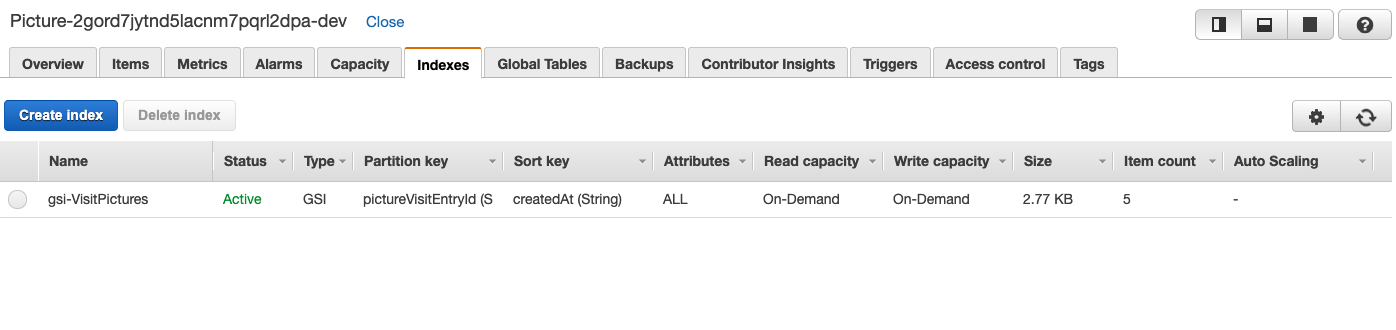 Picture-2gord7jytnd5lacnm7pqrl2dpa-dev Close
Overview Items Metrics Alarms Capacity Indexes Global Tables Backups Contributor Insights Triggers Access control Tags
Create index Delete index
Name Status Type Partition key Sort key Attributes Read capacity Write capacity Size Item count Auto Scaling
gsi-VisitPictures Active GSI pictureVisitEntryId (S createdAt (String) ALL On-Demand On-Demand 2.77 KB 5 -